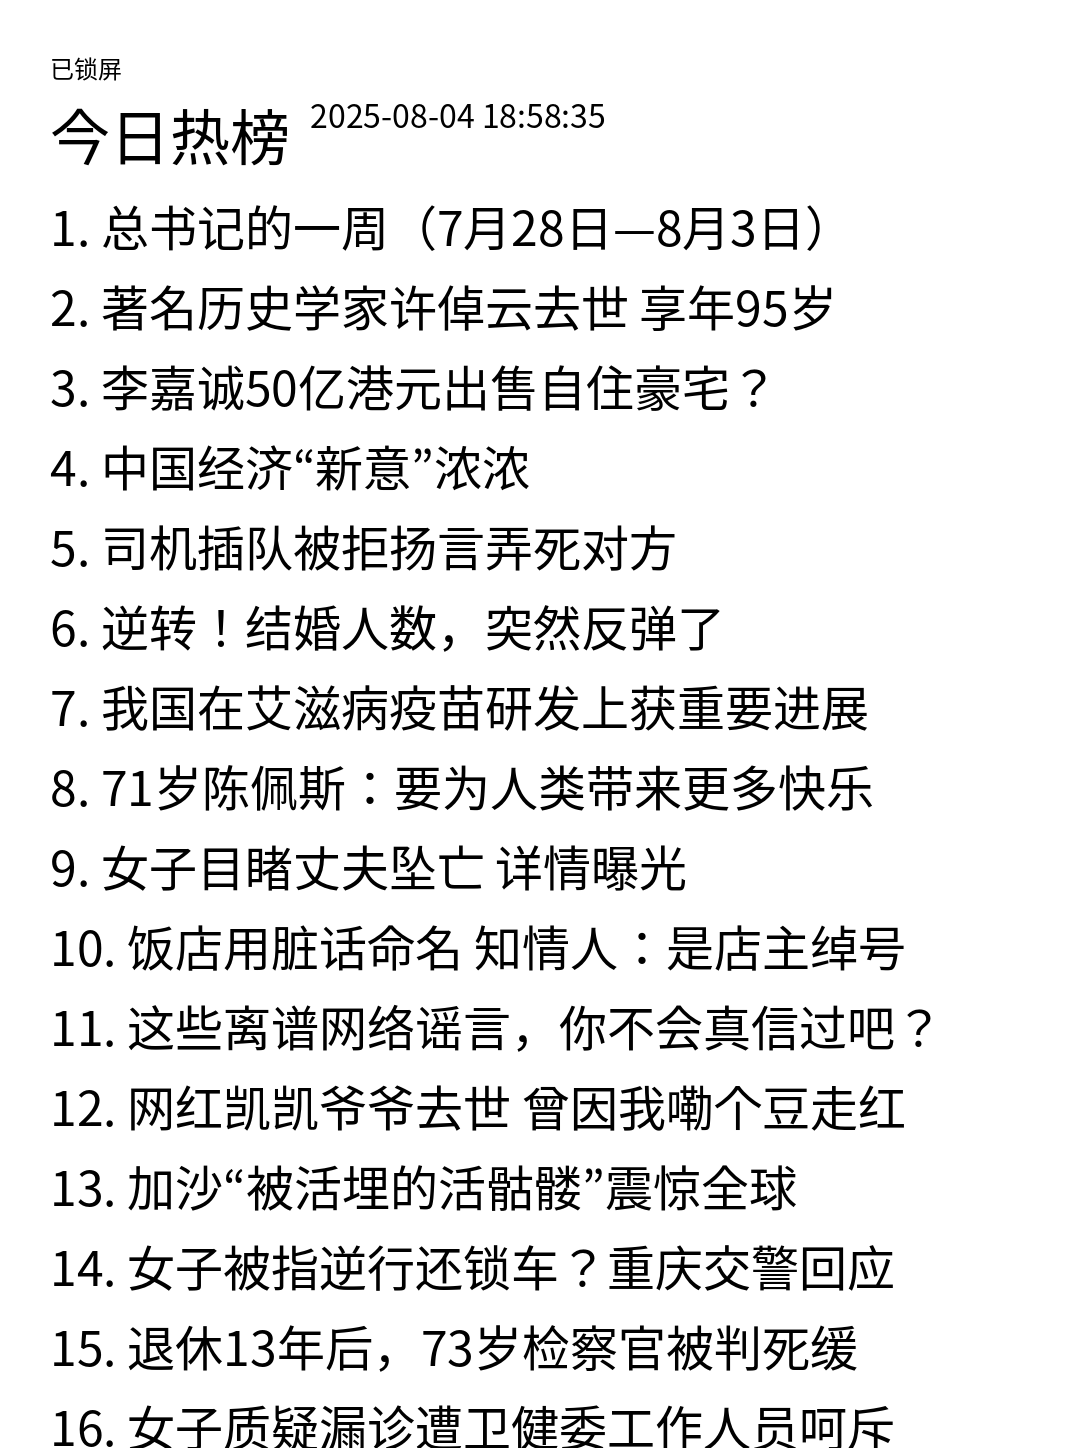 已锁屏
今日热榜 2025-08-04 18:58:35
1. 总书记的一周（7月28日—8月3日）
2. 著名历史学家许倬云去世 享年95岁
3. 李嘉诚50亿港元出售自住豪宅？
4. 中国经济“新意”浓浓
5. 司机插队被拒扬言弄死对方
6. 逆转！结婚人数，突然反弹了
7. 我国在艾滋病疫苗研发上获重要进展
8. 71岁陈佩斯：要为人类带来更多快乐
9. 女子目睹丈夫坠亡 详情曝光
10. 饭店用脏话命名 知情人：是店主绰号
11. 这些离谱网络谣言，你不会真信过吧？
12. 网红凯凯爷爷去世 曾因我嘞个豆走红
13. 加沙“被活埋的活骷髅”震惊全球
14. 女子被指逆行还锁车？重庆交警回应
15. 退休13年后，73岁检察官被判死缓
16. 女子质疑漏诊遭卫健委工作人员呵斥